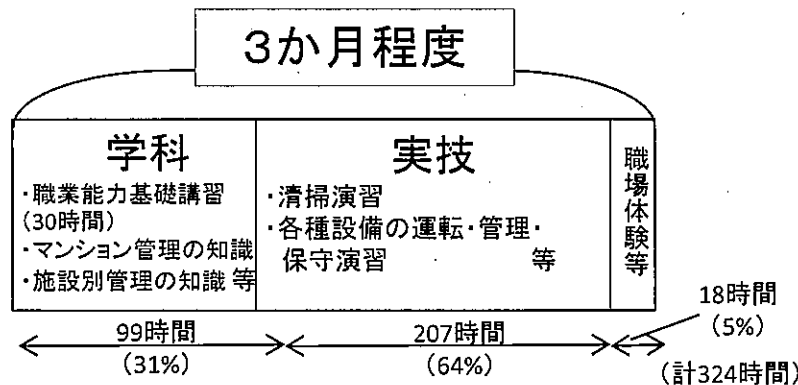 3か月程度
学科
・職業能力基礎講習
(30時間)
・マンション管理の知識
・施設別管理の知識 等
実技
・清掃演習
・各種設備の運転・管理・
保守演習 等
職場体験等
99時間
(31%)
207時間
(64%)
18時間
(5%)
(計324時間)